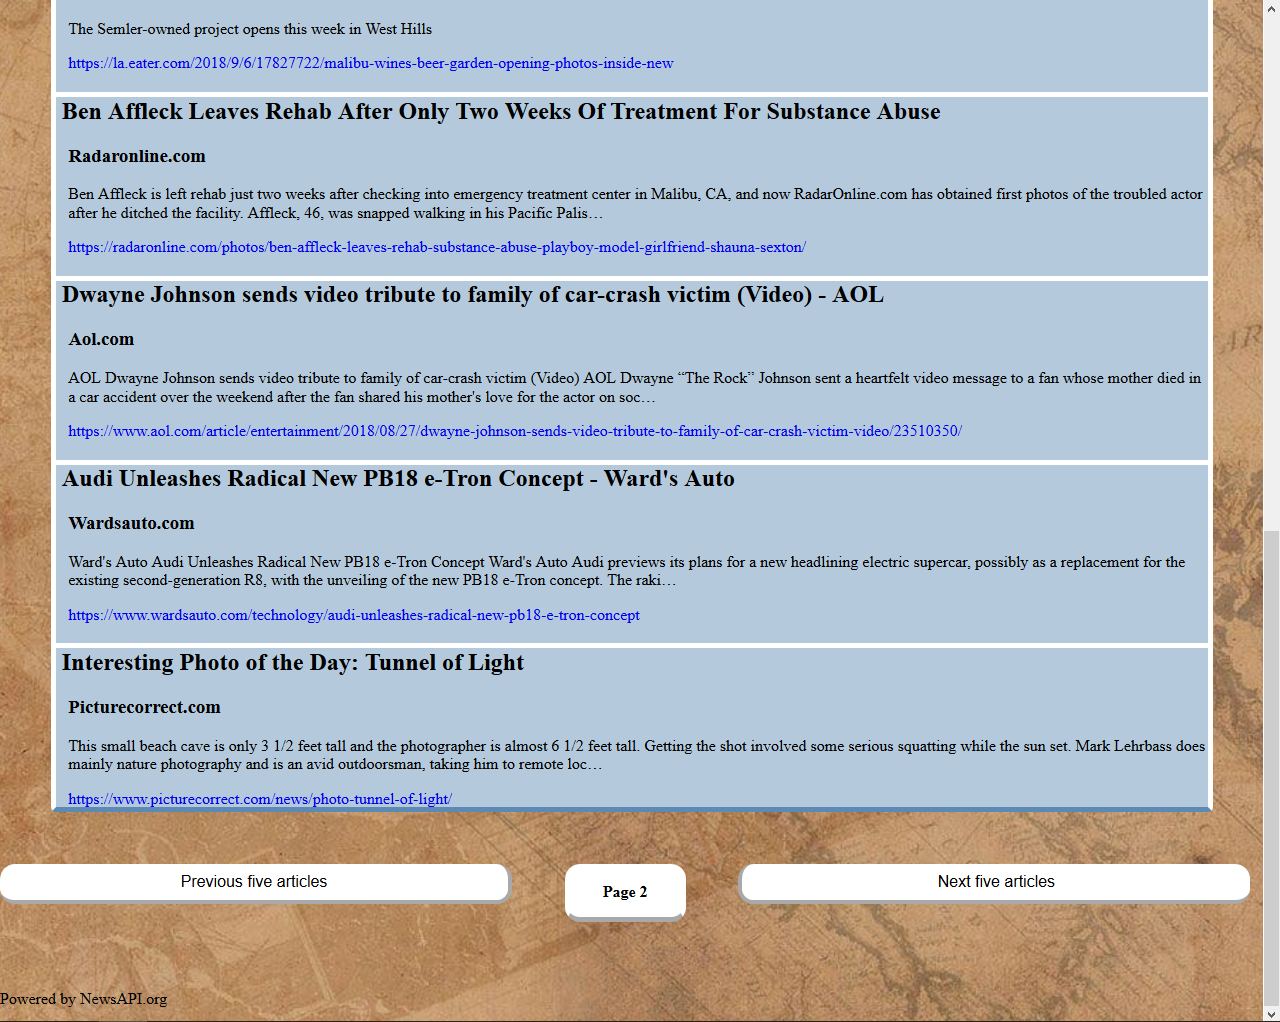 The Semler-owned project opens this week in West Hills
https://la.eater.com/2018/9/6/17827722/malibu-wines-beer-garden-opening-photos-inside-new
Ben Affleck Leaves Rehab After Only Two Weeks Of Treatment For Substance Abuse
Radaronline.com
Ben Affleck is left rehab just two weeks after checking into emergency treatment center in Malibu, CA, and now RadarOnline.com has obtained first photos of the troubled actor
after he ditched the facility. Affleck, 46, was snapped walking in his Pacific Palis…
https://radaronline.com/photos/ben-affleck-leaves-rehab-substance-abuse-playboy-model-girlfriend-shauna-sexton/
Dwayne Johnson sends video tribute to family of car-crash victim (Video) - AOL
Aol.com
AOL Dwayne Johnson sends video tribute to family of car-crash victim (Video) AOL Dwayne “The Rock” Johnson sent a heartfelt video message to a fan whose mother died in
a car accident over the weekend after the fan shared his mother's love for the actor on soc…
https://www.aol.com/article/entertainment/2018/08/27/dwayne-johnson-sends-video-tribute-to-family-of-car-crash-victim-video/23510350/
Audi Unleashes Radical New PB18 e-Tron Concept - Ward's Auto
Wardsauto.com
Ward's Auto Audi Unleashes Radical New PB18 e-Tron Concept Ward's Auto Audi previews its plans for a new headlining electric supercar, possibly as a replacement for the
existing second-generation R8, with the unveiling of the new PB18 e-Tron concept. The raki…
https://www.wardsauto.com/technology/audi-unleashes-radical-new-pb18-e-tron-concept
Interesting Photo of the Day: Tunnel of Light
Picturecorrect.com
This small beach cave is only 3 1/2 feet tall and the photographer is almost 6 1/2 feet tall. Getting the shot involved some serious squatting while the sun set. Mark Lehrbass does
mainly nature photography and is an avid outdoorsman, taking him to remote loc…
https://www.picturecorrect.com/news/photo-tunnel-of-light/
Previous five articles
Page 2
Next five articles
Powered by NewsAPI.org